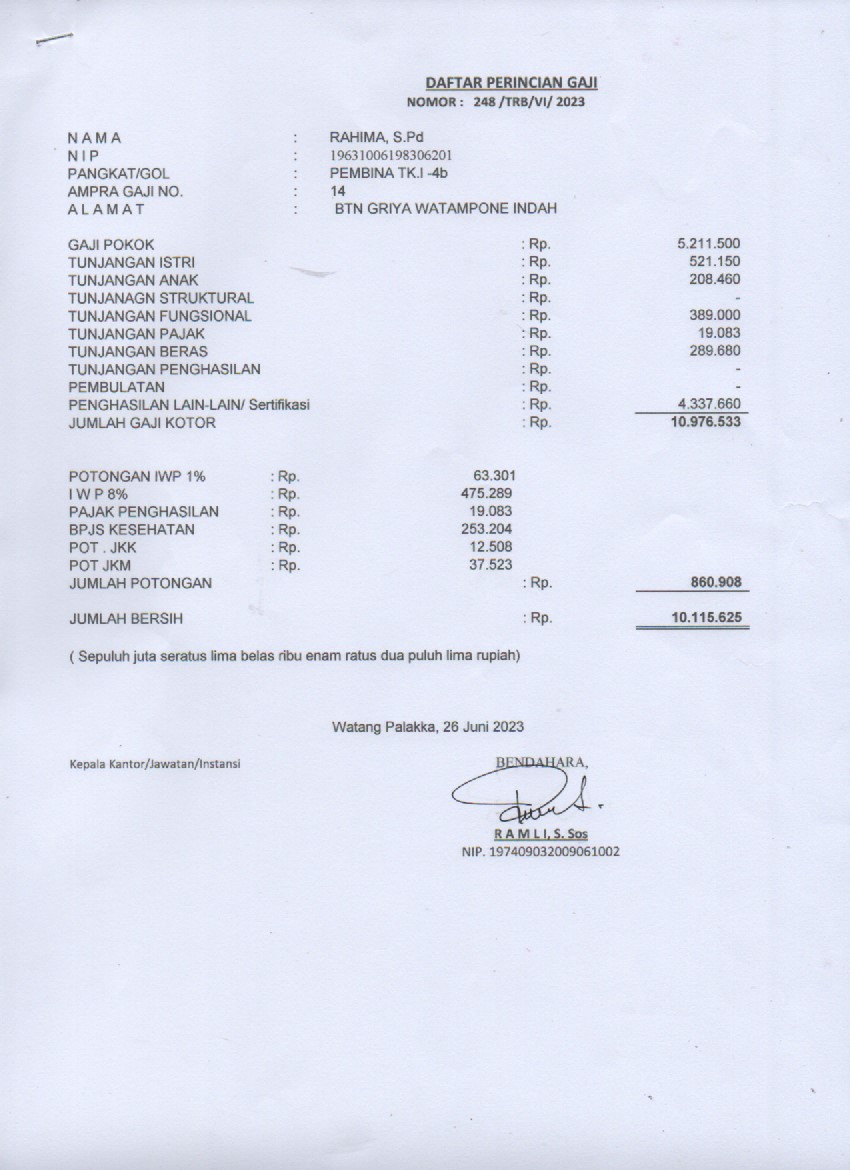 DAFTAR PERINCIAN GAJI
NOMOR : 248 /TRB/VI/ 2023
N A M A : RAHIMA, S.Pd
N I P : 19631006198306201
PANGKAT/GOL : PEMBINA TK.I -4b
AMPRA GAJI NO. : 14
A L A M A T : BTN GRIYA WATAMPONE INDAH
GAJI POKOK : Rp. 5.211.500
TUNJANGAN ISTRI : Rp. 521.150
TUNJANGAN ANAK : Rp. 208.460
TUNJANAGN STRUKTURAL : Rp. -
TUNJANGAN FUNGSIONAL : Rp. 389.000
TUNJANGAN PAJAK : Rp. 19.083
TUNJANGAN BERAS : Rp. 289.680
TUNJANGAN PENGHASILAN : Rp. -
PEMBULATAN : Rp. -
PENGHASILAN LAIN-LAIN/ Sertifikasi : Rp. 4.337.660
JUMLAH GAJI KOTOR : Rp. 10.976.533
POTONGAN IWP 1% : Rp. 63.301
I W P 8% : Rp. 475.289
PAJAK PENGHASILAN : Rp. 19.083
BPJS KESEHATAN : Rp. 253.204
POT . JKK : Rp. 12.508
POT JKM : Rp. 37.523
JUMLAH POTONGAN : Rp. 860.908
JUMLAH BERSIH : Rp. 10.115.625
( Sepuluh juta seratus lima belas ribu enam ratus dua puluh lima rupiah)
Watang Palakka, 26 Juni 2023
Kepala Kantor/Jawatan/Instansi BENDAHARA,
R A M L I, S. Sos
NIP. 197409032009061002